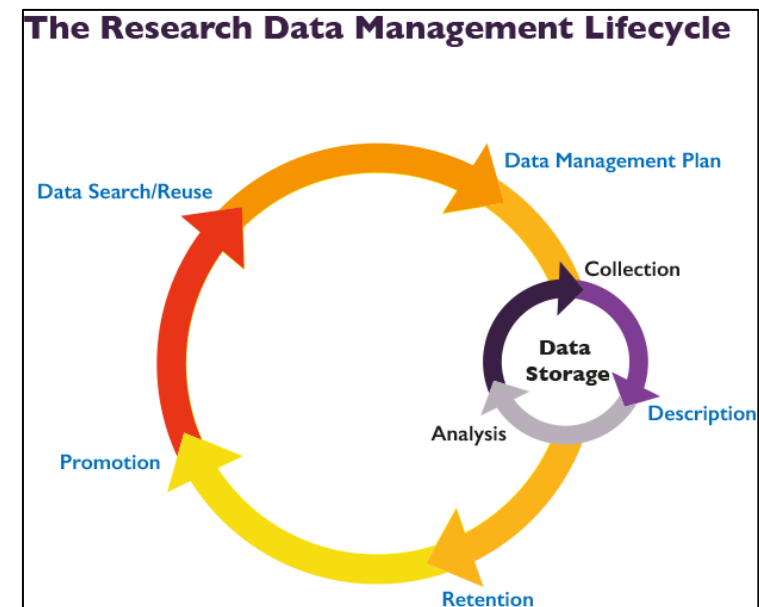 The Research Data Management Lifecycle
Data Management Plan
Data Search/Reuse
Collection
Data
Storage
Description
Analysis
Promotion
Retention